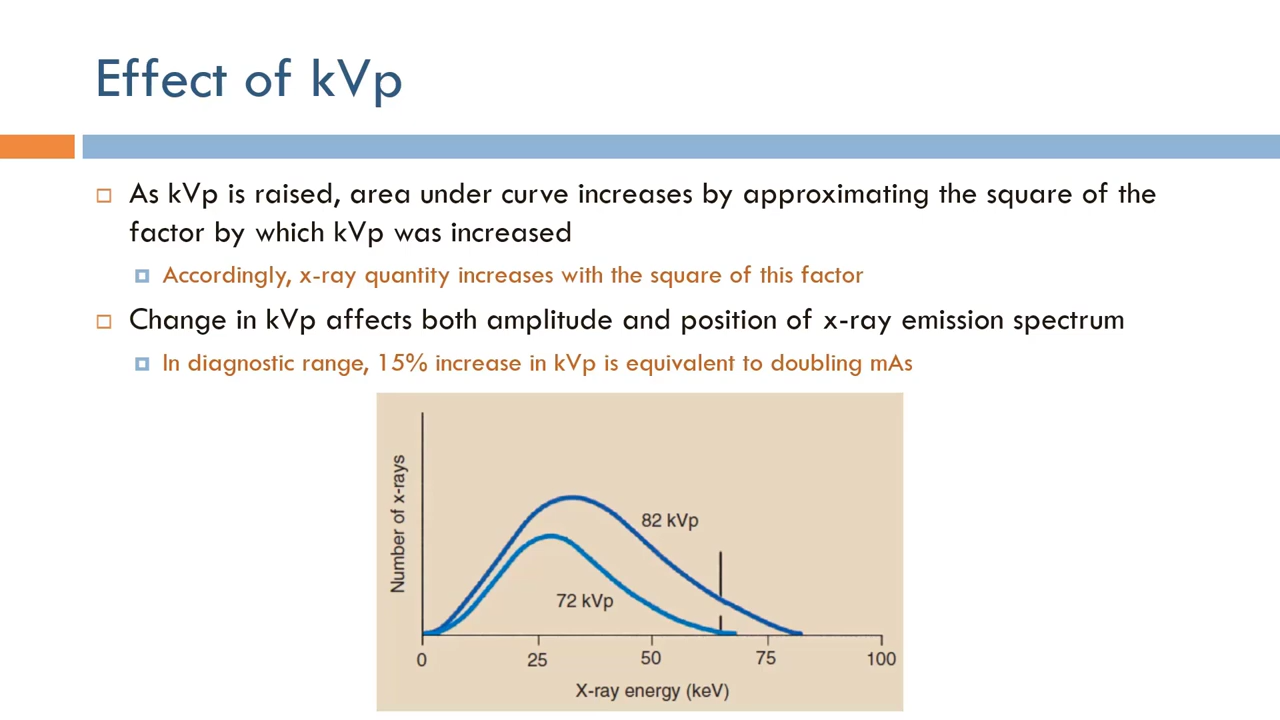 Effect of kVp
As kVp is raised, area under curve increases by approximating the square of the
factor by which kVp was increased
Accordingly, x-ray quantity increases with the square of this factor
Change in kVp affects both amplitude and position of x-ray emission spectrum
In diagnostic range, 15% increase in kVp is equivalent to doubling mAs
Number of x-rays
82 kVp
72 kVp
0 25 50 75 100
X-ray energy (keV)